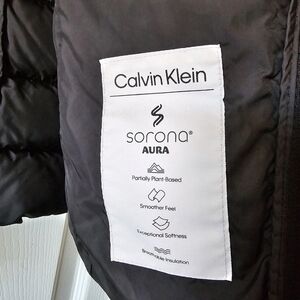 Calvin Klein
sorona®
AURA
Partially Plant-Based
Smoother Feel
Exceptional Softness
Breathable Insulation